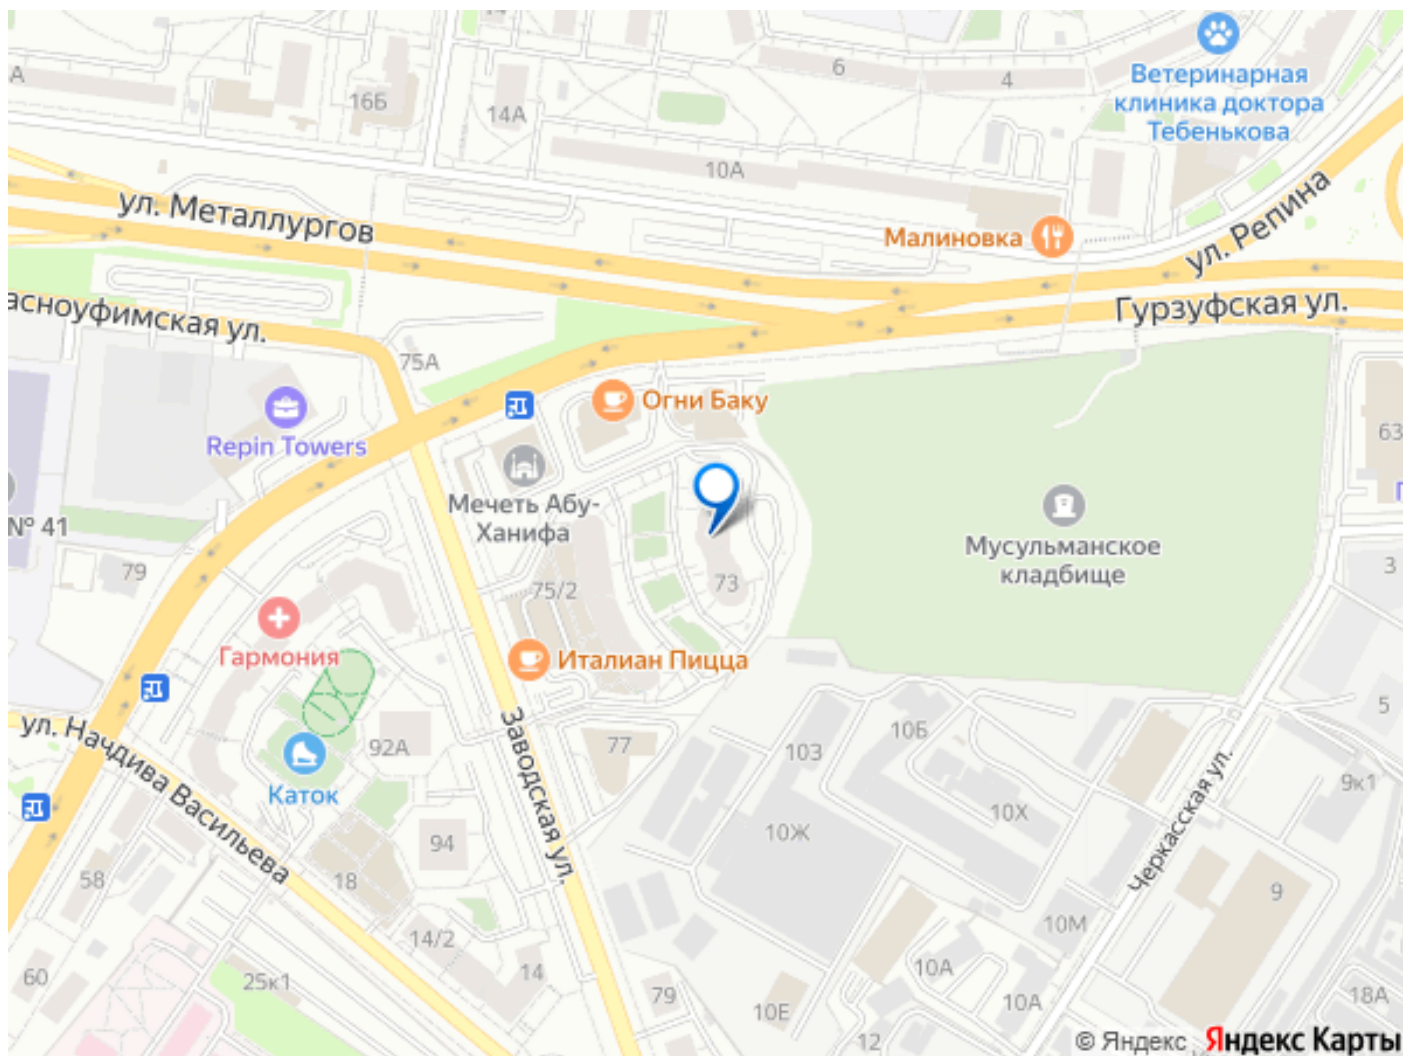 А
16Б
14А
6
4
Ветеринарная
клиника доктора
Тебенькова
10А
ул. Металлургов
Малиновка
ул. Репина
Гурзуфская ул.
асноуфимская ул.
75А
Огни Баку
Repin Towers
63
Мечеть Абу-
Ханифа
№ 41
Мусульманское
кладбище
79
75/2
73
3
Гармония
Италиан Пицца
ул. Начдива Васильева
Заводская ул.
92А
77
103
10Б
5
Каток
9к1
10Ж
10Х
Черкасская ул.
94
58
18
9
10М
14/2
14
60
25к1
79
10А
10А
10Е
12
18А
© Яндекс
Яндекс Карты